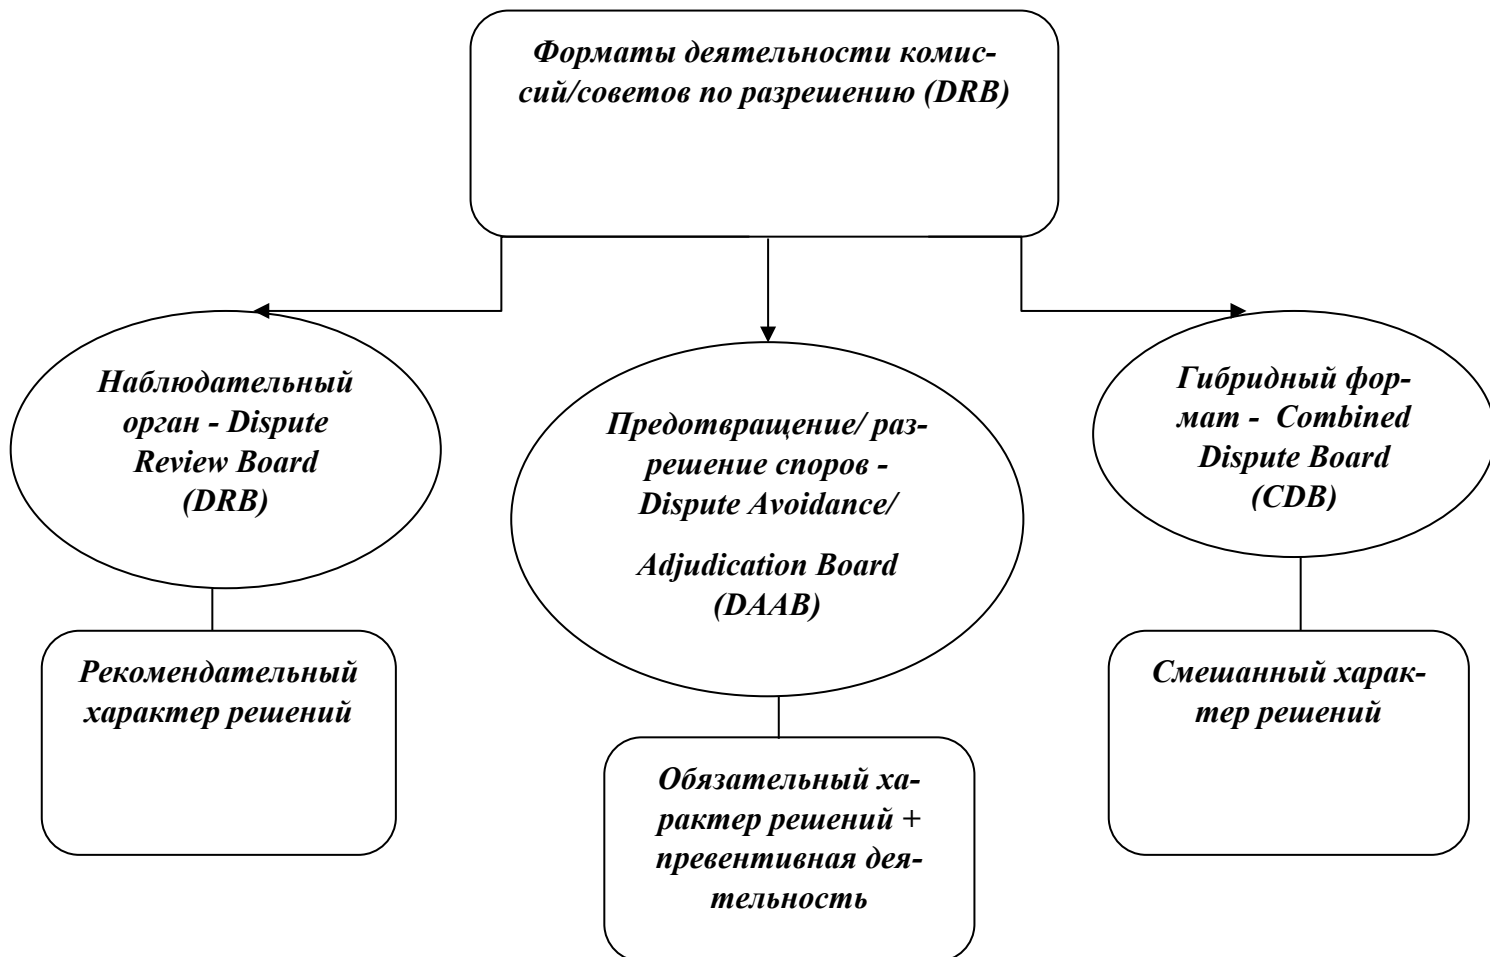 Форматы деятельности комис-
сий/советов по разрешению (DRB)
Наблюдательный
орган - Dispute
Review Board
(DRB)
Предотвращение/ раз-
решение споров -
Dispute Avoidance/
Adjudication Board
(DAAB)
Гибридный фор-
мат - Combined
Dispute Board
(CDB)
Рекомендательный
характер решений
Обязательный ха-
рактер решений +
превентивная дея-
тельность
Смешанный харак-
тер решений